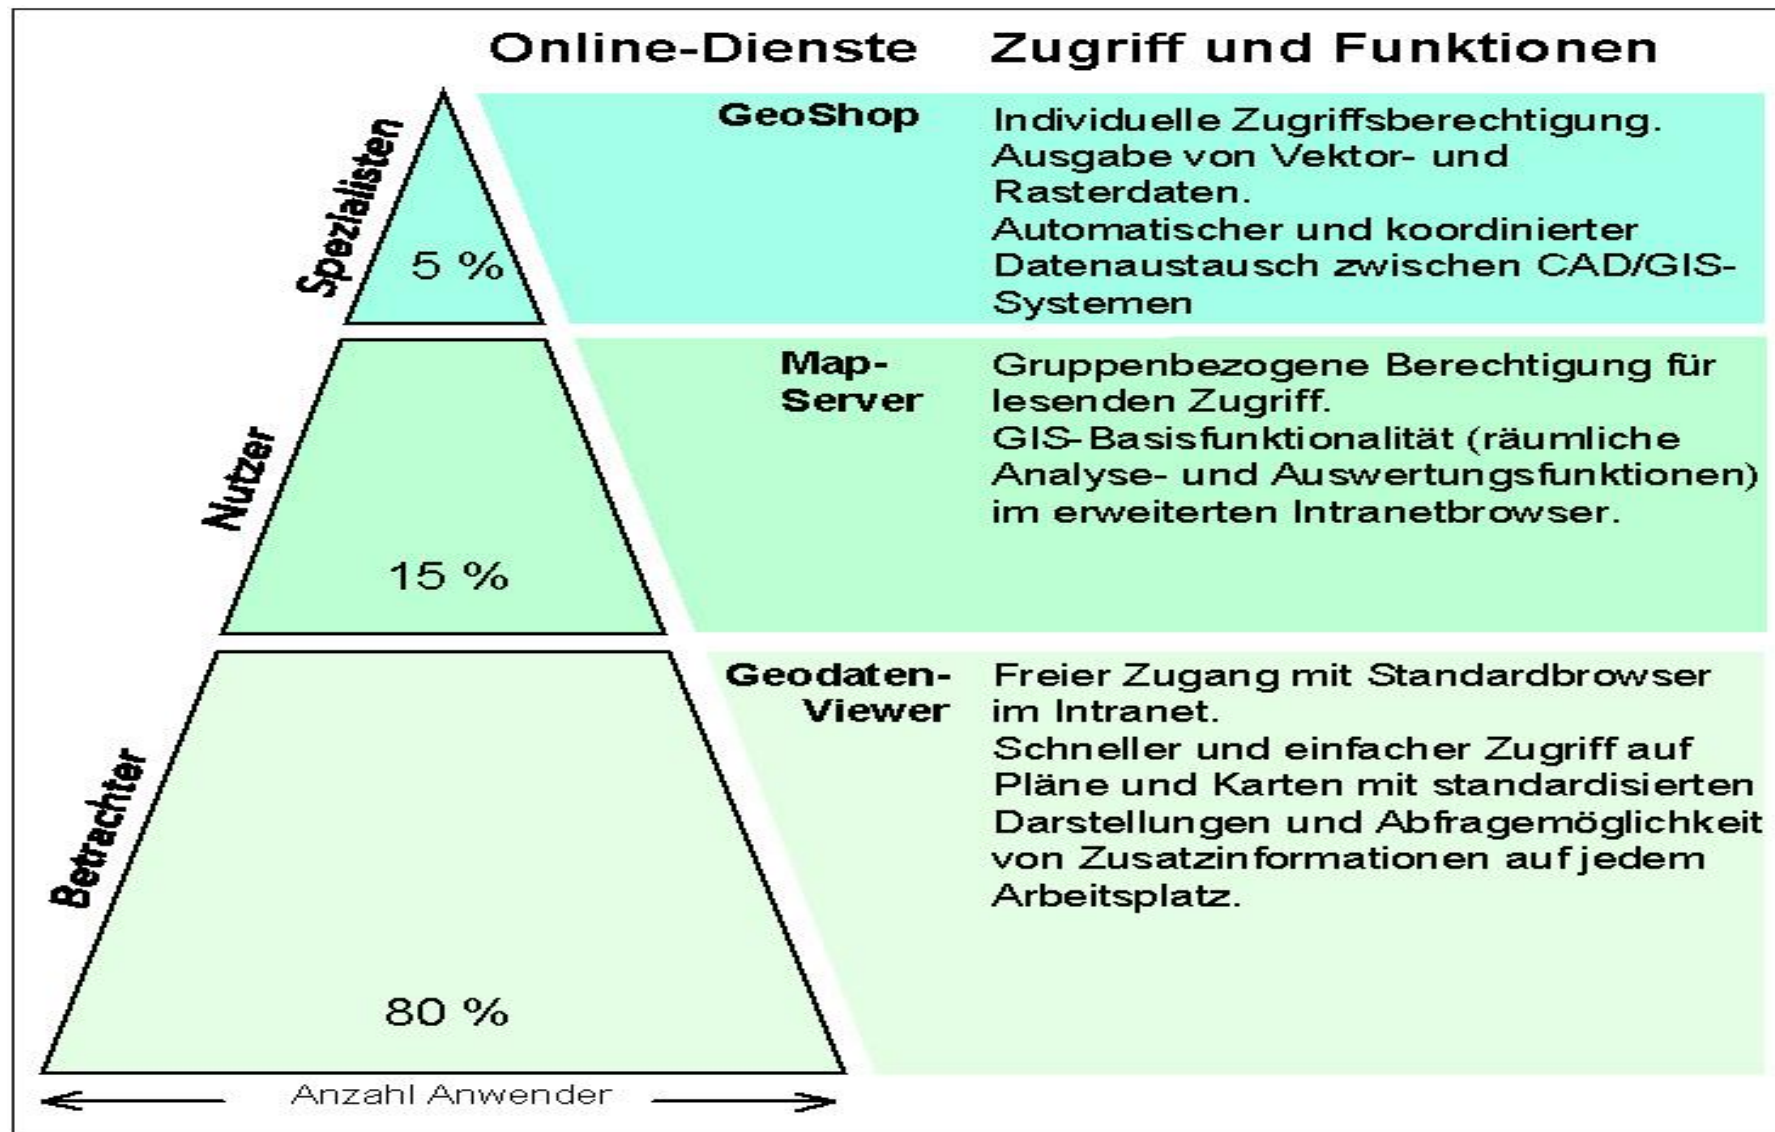 Online-Dienste Zugriff und Funktionen
Spezialisten
5 %
GeoShop
Individuelle Zugriffsberechtigung.
Ausgabe von Vektor- und
Rasterdaten.
Automatischer und koordinierter
Datenaustausch zwischen CAD/GIS-
Systemen
Nutzer
15 %
Map-
Server
Gruppenbezogene Berechtigung für
lesenden Zugriff.
GIS-Basisfunktionalität (räumliche
Analyse- und Auswertungsfunktionen)
im erweiterten Intranetbrowser.
Betrachter
80 %
Geodaten-
Viewer
Freier Zugang mit Standardbrowser
im Intranet.
Schneller und einfacher Zugriff auf
Pläne und Karten mit standardisierten
Darstellungen und Abfragemöglichkeit
von Zusatzinformationen auf jedem
Arbeitsplatz.
Anzahl Anwender